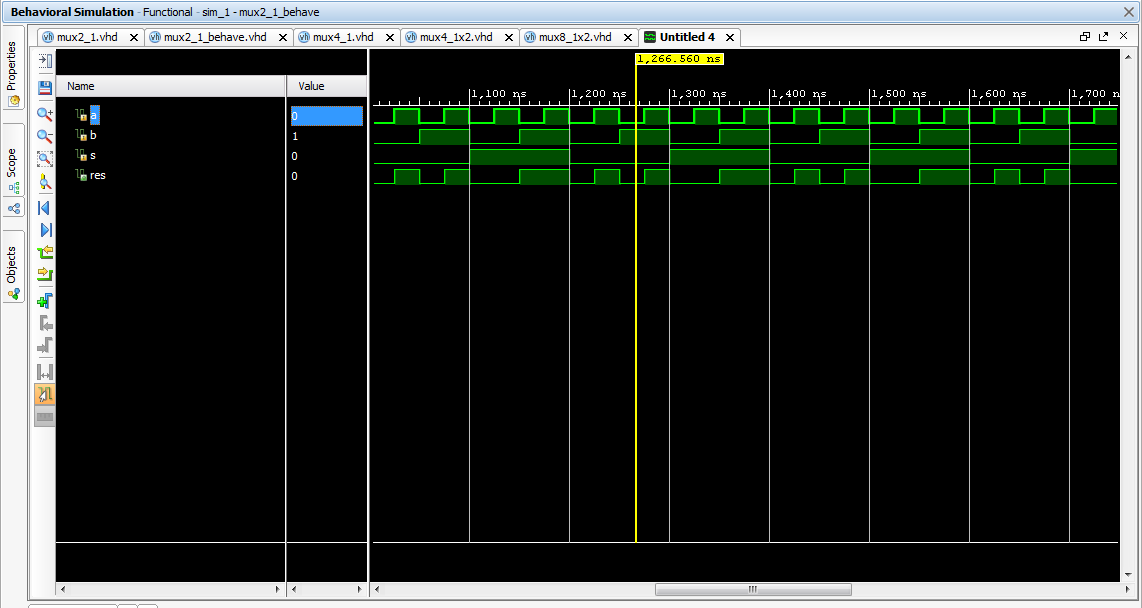 Behavioral Simulation - Functional - sim_1 - mux2_1_behave
mux2_1.vhd mux2_1_behave.vhd mux4_1.vhd mux4_1x2.vhd mux8_1x2.vhd Untitled 4
Properties
Scope
Objects
1,266.560 ns
Name Value
1,100 ns 1,200 ns 1,300 ns 1,400 ns 1,500 ns 1,600 ns 1,700 n
a 0
b 1
s 0
res 0